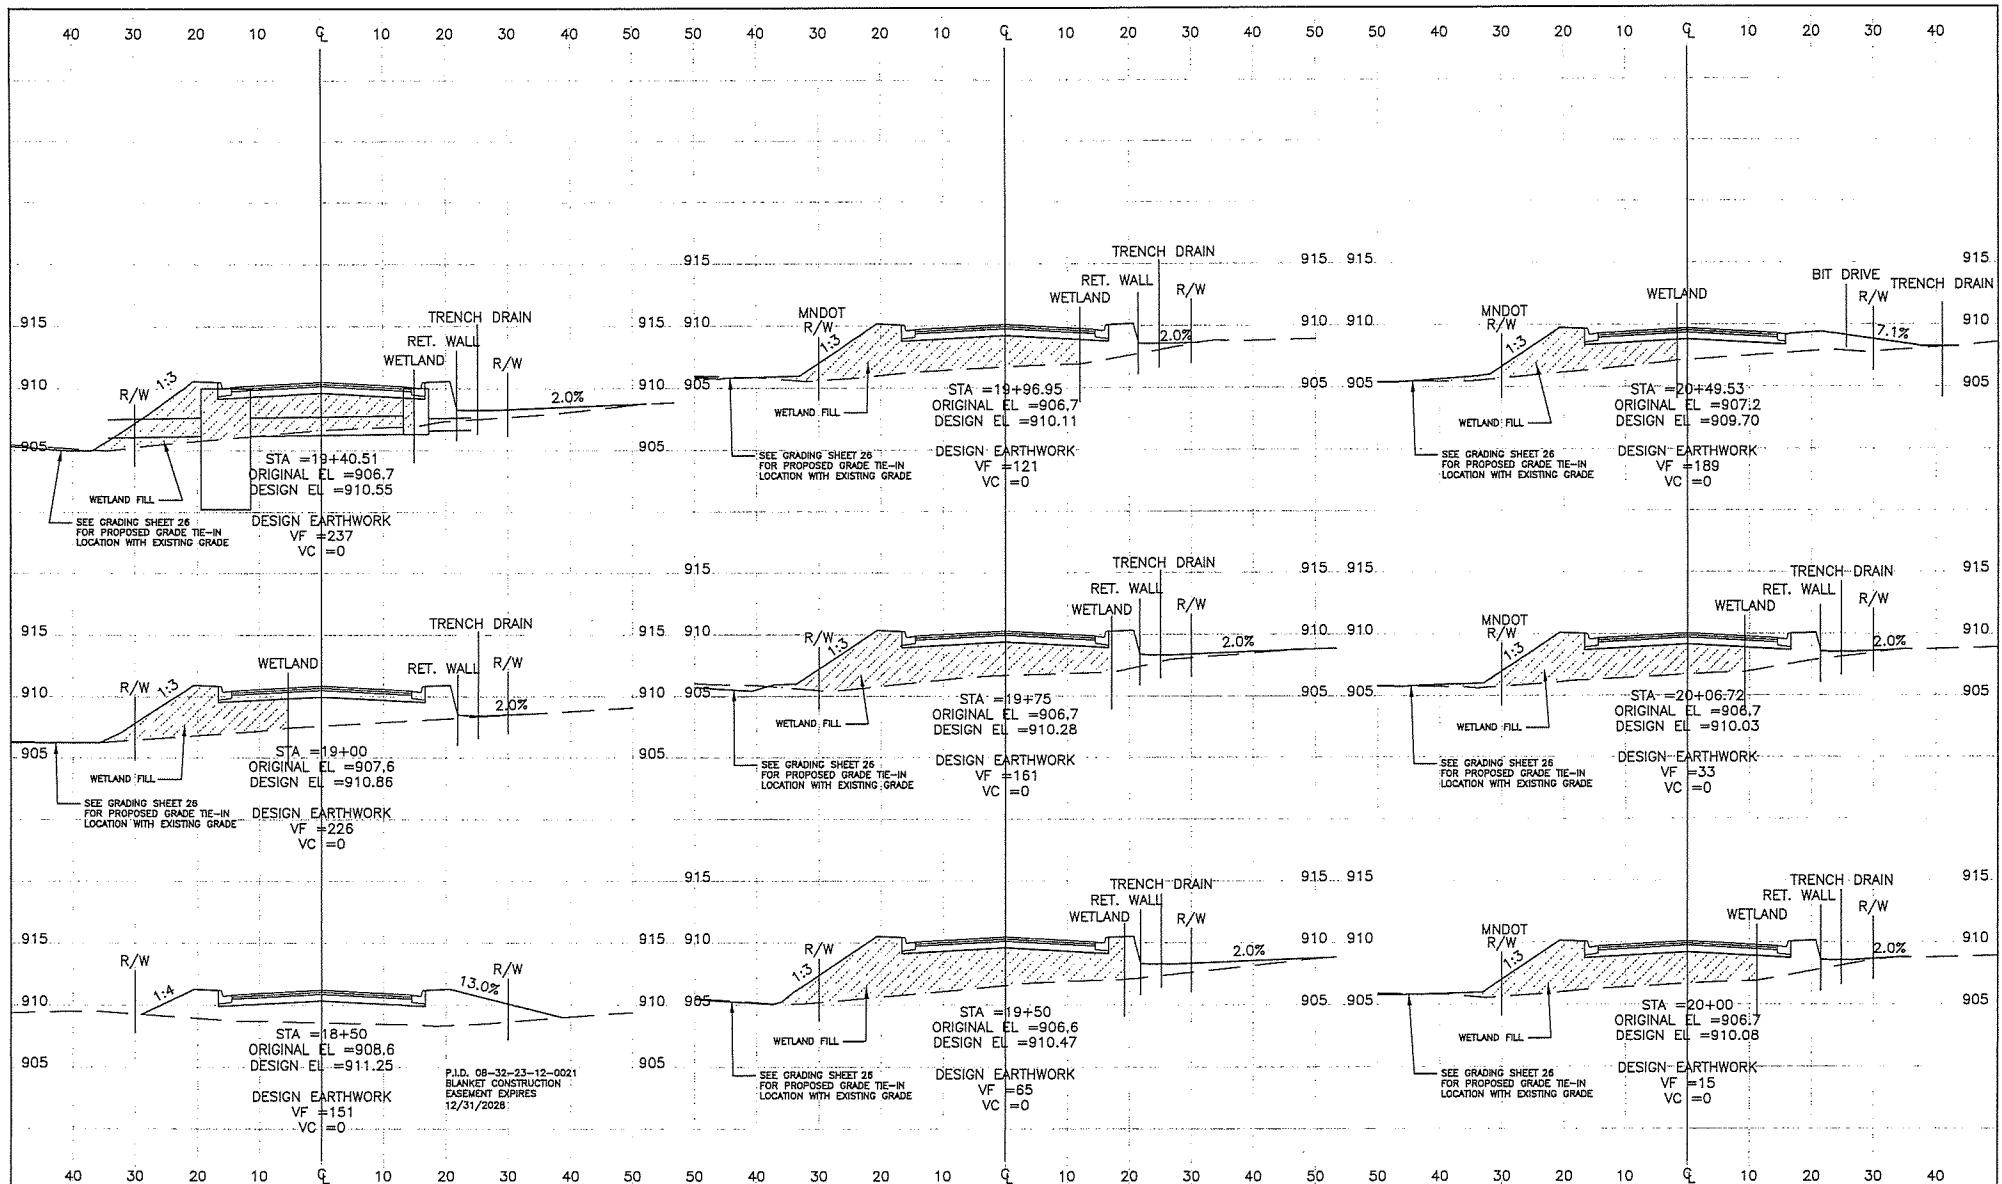 40 30 20 10 ℄ 10 20 30 40 50 40 30 20 10 ℄ 10 20 30 40 50 50 40 30 20 10 ℄ 10 20 30 40
915
910
905
TRENCH DRAIN
RET. WALL
WETLAND
R/W
R/W
1:3
2.0%
STA =19+40.51
ORIGINAL EL =906.7
DESIGN EL =910.55
WETLAND FILL
SEE GRADING SHEET 26
FOR PROPOSED GRADE TIE-IN
LOCATION WITH EXISTING GRADE
DESIGN EARTHWORK
VF =237
VC =0
915
910
905
TRENCH DRAIN
WETLAND
RET. WALL
R/W
R/W
1:3
2.0%
STA =19+00
ORIGINAL EL =907.6
DESIGN EL =910.86
WETLAND FILL
SEE GRADING SHEET 26
FOR PROPOSED GRADE TIE-IN
LOCATION WITH EXISTING GRADE
DESIGN EARTHWORK
VF =226
VC =0
915
910
905
R/W
R/W
1:4
13.0%
STA =18+50
ORIGINAL EL =908.6
DESIGN EL =911.25
DESIGN EARTHWORK
VF =151
VC =0
P.I.D. 08-32-23-12-0021
BLANKET CONSTRUCTION
EASEMENT EXPIRES
12/31/2028
915 915
915 910 910
910 905 905
905
TRENCH DRAIN
RET. WALL
WETLAND
R/W
MNDOT
R/W
1:3
2.0%
STA =19+96.95
ORIGINAL EL =906.7
DESIGN EL =910.11
WETLAND FILL
SEE GRADING SHEET 26
FOR PROPOSED GRADE TIE-IN
LOCATION WITH EXISTING GRADE
DESIGN EARTHWORK
VF =121
VC =0
915 915
915 910 910
910 905 905
905
TRENCH DRAIN
RET. WALL
WETLAND
R/W
R/W
1:3
2.0%
STA =19+75
ORIGINAL EL =906.7
DESIGN EL =910.28
WETLAND FILL
SEE GRADING SHEET 26
FOR PROPOSED GRADE TIE-IN
LOCATION WITH EXISTING GRADE
DESIGN EARTHWORK
VF =161
VC =0
915 915
915 910 910
910 905 905
905
TRENCH DRAIN
RET. WALL
WETLAND
R/W
R/W
1:3
2.0%
STA =19+50
ORIGINAL EL =906.6
DESIGN EL =910.47
WETLAND FILL
SEE GRADING SHEET 26
FOR PROPOSED GRADE TIE-IN
LOCATION WITH EXISTING GRADE
DESIGN EARTHWORK
VF =65
VC =0
915 915
910 910
905 905
BIT DRIVE
TRENCH DRAIN
WETLAND
R/W
MNDOT
R/W
1:3
7.1%
STA =20+49.53
ORIGINAL EL =907.2
DESIGN EL =909.70
WETLAND FILL
SEE GRADING SHEET 26
FOR PROPOSED GRADE TIE-IN
LOCATION WITH EXISTING GRADE
DESIGN EARTHWORK
VF =189
VC =0
915 915
910 910
905 905
TRENCH DRAIN
RET. WALL
WETLAND
R/W
MNDOT
R/W
1:3
2.0%
STA =20+06.72
ORIGINAL EL =906.7
DESIGN EL =910.03
WETLAND FILL
SEE GRADING SHEET 26
FOR PROPOSED GRADE TIE-IN
LOCATION WITH EXISTING GRADE
DESIGN EARTHWORK
VF =33
VC =0
915 915
910 910
905 905
TRENCH DRAIN
RET. WALL
WETLAND
R/W
MNDOT
R/W
1:3
2.0%
STA =20+00
ORIGINAL EL =906.7
DESIGN EL =910.08
WETLAND FILL
SEE GRADING SHEET 26
FOR PROPOSED GRADE TIE-IN
LOCATION WITH EXISTING GRADE
DESIGN EARTHWORK
VF =15
VC =0
40 30 20 10 ℄ 10 20 30 40 50 40 30 20 10 ℄ 10 20 30 40 50 50 40 30 20 10 ℄ 10 20 30 40